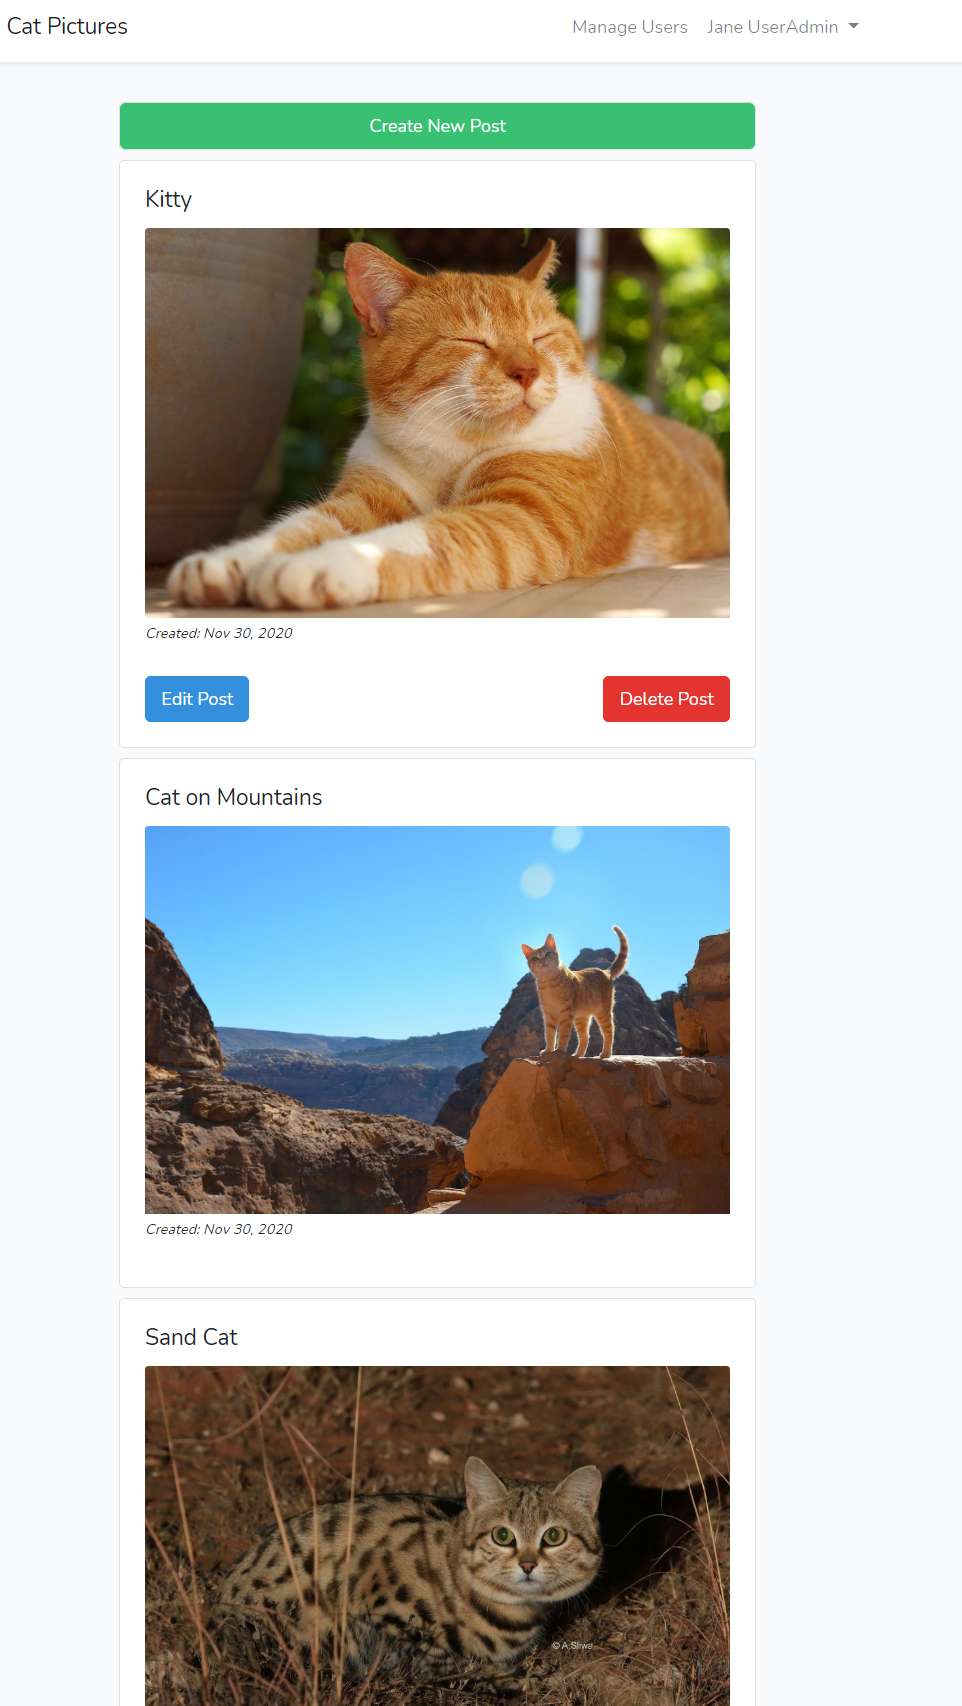 Cat Pictures
Manage Users
Jane UserAdmin
Create New Post
Kitty
Created: Nov 30, 2020
Edit Post
Delete Post
Cat on Mountains
Created: Nov 30, 2020
Sand Cat
© A.Sliwa